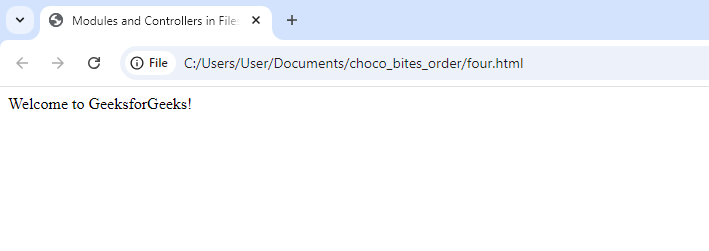 Modules and Controllers in File
File
C:/Users/User/Documents/choco_bites_order/four.html
Welcome to GeeksforGeeks!